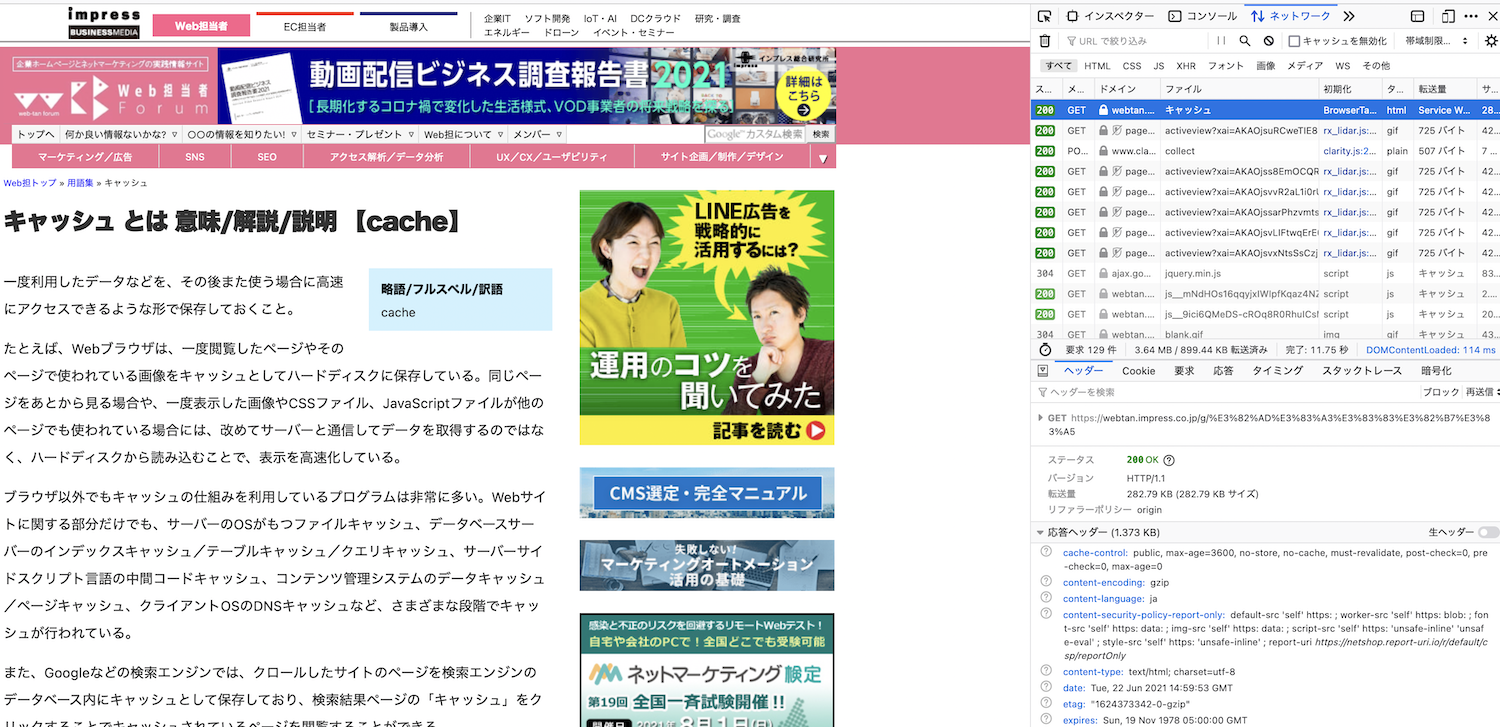 impress
BUSINESSMEDIA
Web担当者
EC担当者
製品導入
企業IT ソフト開発 IoT・AI DCクラウド 研究・調査
エネルギー ドローン イベント・セミナー
企業ホームページとネットマーケティングの実践情報サイト
web-tan forum
Web担当者
Forum
動画配信ビジネス調査報告書2021
動画配信ビジネス調査報告書2021
インプレス総合研究所
[長期化するコロナ禍で変化した生活様式、VOD事業者の将来戦略を展る]
詳細は
こちら
トップへ 何か良い情報ないかな? ▽ 〇〇の情報を知りたい! ▽ セミナー・プレゼント ▽ Web担について ▽ メンバー ▽
Google カスタム検索 検索
マーケティング／広告 SNS SEO アクセス解析／データ分析 UX／CX／ユーザビリティ サイト企画／制作／デザイン ▼
Web担トップ » 用語集 » キャッシュ
キャッシュ とは 意味/解説/説明 【cache】
一度利用したデータなどを、その後また使う場合に高速
にアクセスできるような形で保存しておくこと。
略語/フルスペル/訳語
cache
たとえば、Webブラウザは、一度閲覧したページやその
ページで使われている画像をキャッシュとしてハードディスクに保存している。同じペー
ジをあとから見る場合や、一度表示した画像やCSSファイル、JavaScriptファイルが他の
ページでも使われている場合には、改めてサーバーと通信してデータを取得するのではな
く、ハードディスクから読み込むことで、表示を高速化している。
ブラウザ以外でもキャッシュの仕組みを利用しているプログラムは非常に多い。Webサイ
トに関する部分だけでも、サーバーのOSがもつファイルキャッシュ、データベースサー
バーのインデックスキャッシュ／テーブルキャッシュ／クエリキャッシュ、サーバーサイ
ドスクリプト言語の中間コードキャッシュ、コンテンツ管理システムのデータキャッシュ
／ページキャッシュ、クライアントOSのDNSキャッシュなど、さまざまな段階でキャッ
シュが行われている。
また、Googleなどの検索エンジンでは、クロールしたサイトのページを検索エンジンの
データベース内にキャッシュとして保存しており、検索結果ページの「キャッシュ」をク
リックすることでキャッシュされているページを閲覧することができる。
LINE広告を
戦略的に
活用するには?
運用のコツを
聞いてみた
記事を読む
CMS選定・完全マニュアル
失敗しない!
マーケティングオートメーション
活用の基礎
感染と不正のリスクを回避するリモートWebテスト！
自宅や会社のPCで！全国どこでも受験可能
ネットマーケティング検定
第19回 全国一斉試験開催!!
開催日 2021年8月1日(日)
インスペクター コンソール ネットワーク
URL で絞り込み キャッシュを無効化 帯域制限...
すべて HTML CSS JS XHR フォント 画像 メディア WS その他
ス... メ... ドメイン ファイル 初期化 タ... 転送量 サ...
200 GET webtan.... キャッシュ BrowserTa... html Service W... 28...
200 GET page... activeview?xai=AKAOjsuRCweTIE8 rx_lidar.js:... gif 725 バイト 42...
200 PO... www.cla... collect clarity.js:2... plain 507 バイト 7 ...
200 GET page... activeview?xai=AKAOjss8EmOCQR rx_lidar.js:... gif 725 バイト 42...
200 GET page... activeview?xai=AKAOjsvvR2aL1i0rU rx_lidar.js:... gif 725 バイト 42...
200 GET page... activeview?xai=AKAOjssarPhzvmts rx_lidar.js:... gif 725 バイト 42...
200 GET page... activeview?xai=AKAOjsvLIFtwqErE rx_lidar.js:... gif 725 バイト 42...
200 GET page... activeview?xai=AKAOjsvxNtsSsCzj rx_lidar.js:... gif 725 バイト 42...
304 GET ajax.go... jquery.min.js script js キャッシュ 83...
200 GET webtan.... js__mNdHOs16qqyjxIWlpfKqaz4NZ script js キャッシュ 2....
200 GET webtan.... js__9ici6QMeDS-cROq8R0RhuICsN script js キャッシュ 20...
304 GET webtan.... blank.gif img gif キャッシュ 43...
要求 129 件 3.64 MB / 899.44 KB 転送済み 完了: 11.75 秒 DOMContentLoaded: 114 ms
ヘッダー Cookie 要求 応答 タイミング スタックトレース 暗号化
ヘッダーを検索 ブロック 再送信
GET https://webtan.impress.co.jp/g/%E3%82%AD%E3%83%A3%E3%83%83%E3%82%B7%E3%8
3%A5
ステータス 200 OK
バージョン HTTP/1.1
転送量 282.79 KB (282.79 KB サイズ)
リファラーポリシー origin
応答ヘッダー (1.373 KB) 生ヘッダー
cache-control: public, max-age=3600, no-store, no-cache, must-revalidate, post-check=0, pre
-check=0, max-age=0
content-encoding: gzip
content-language: ja
content-security-policy-report-only: default-src 'self' https: ; worker-src 'self' https: blob: ; fon
t-src 'self' https: data: ; img-src 'self' https: data: ; script-src 'self' https: 'unsafe-inline' 'unsaf
e-eval' ; style-src 'self' https: 'unsafe-inline' ; report-uri https://netshop.report-uri.io/r/default/c
sp/reportOnly
content-type: text/html; charset=utf-8
date: Tue, 22 Jun 2021 14:59:53 GMT
etag: "1624373342-0-gzip"
expires: Sun, 19 Nov 1978 05:00:00 GMT